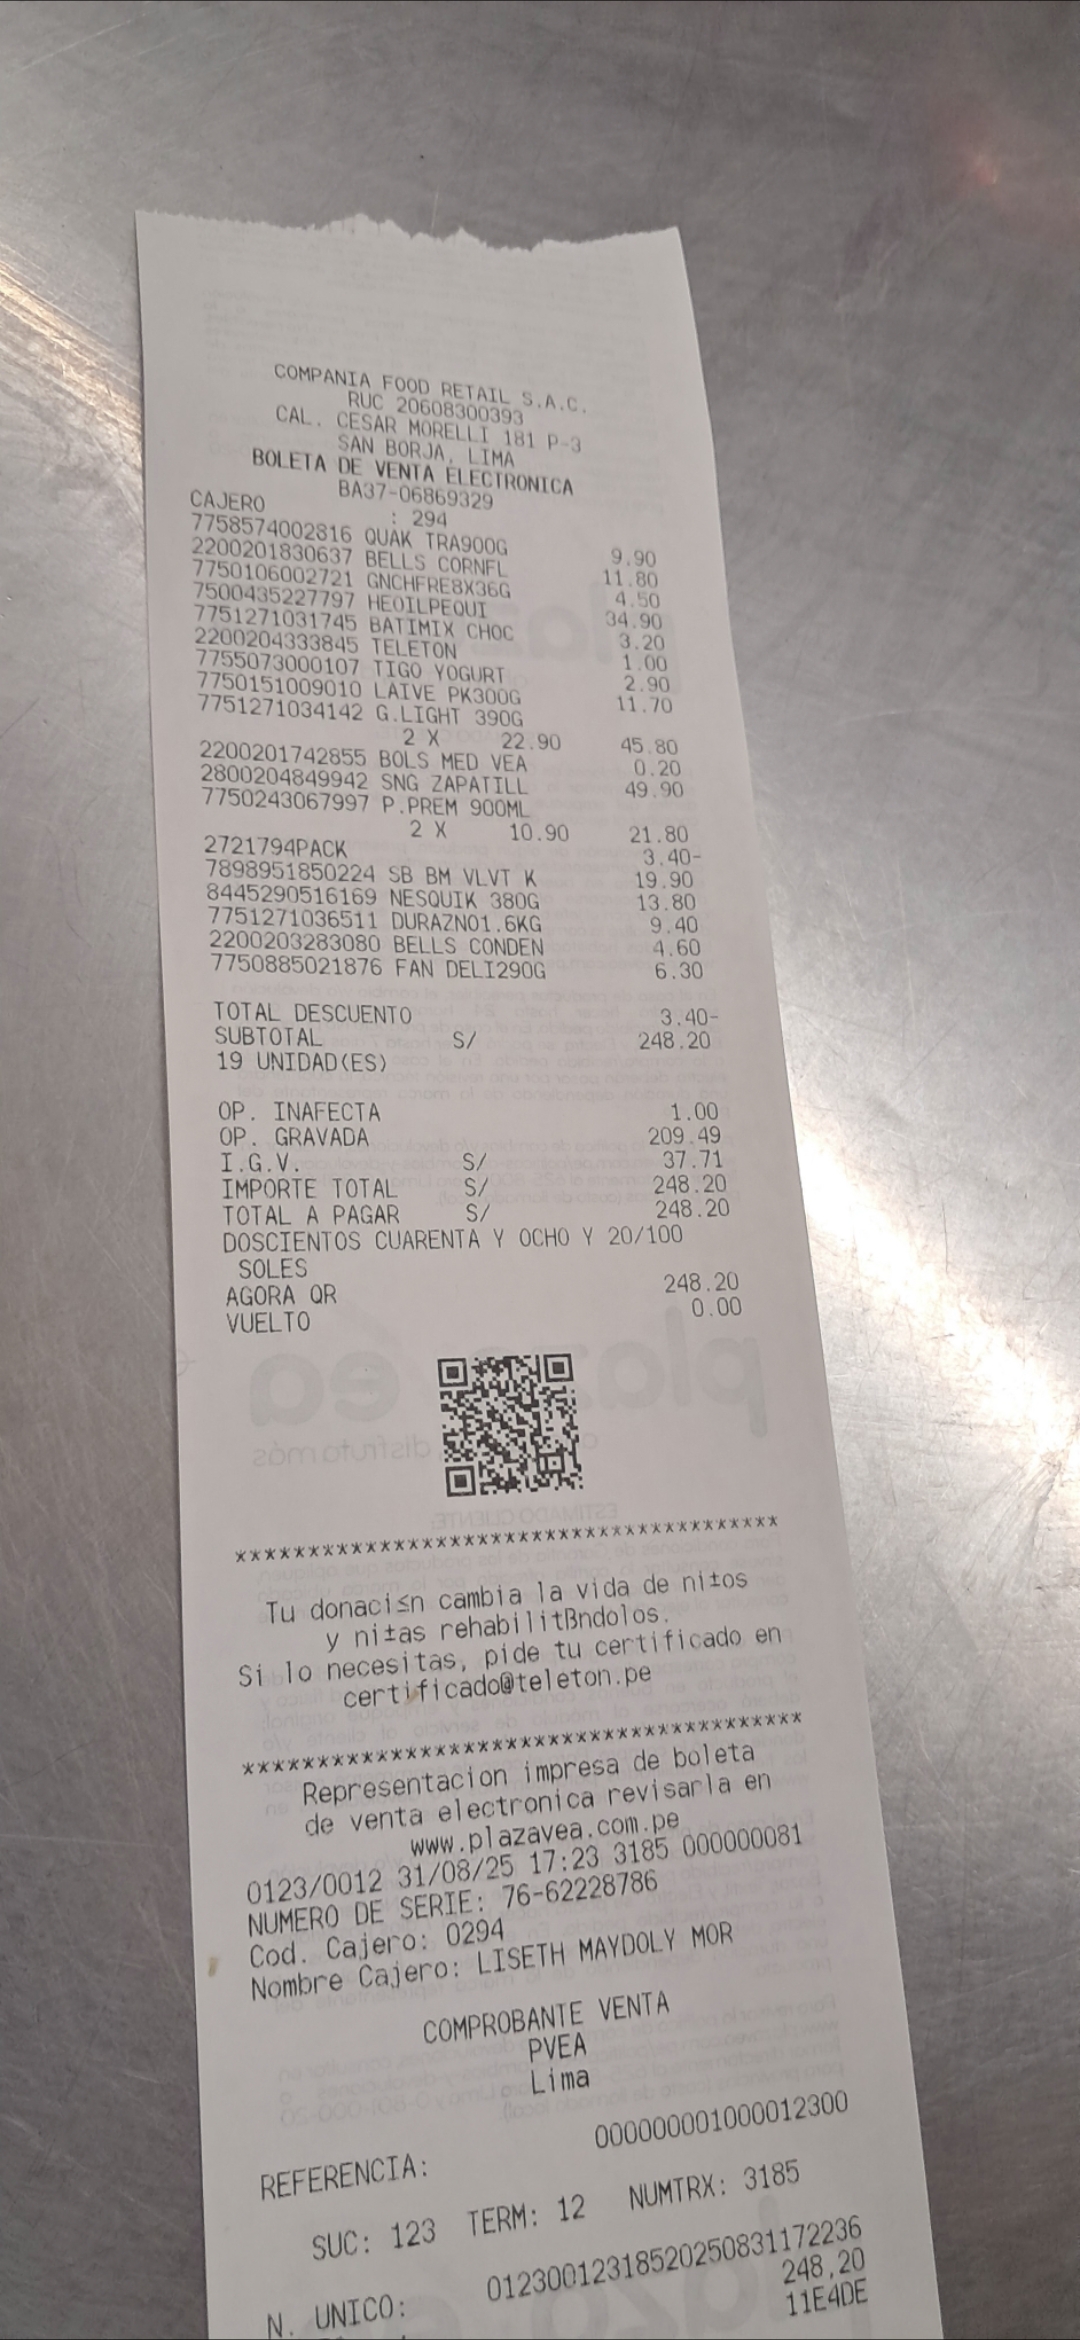 COMPANIA FOOD RETAIL S.A.C.
RUC 20608300393
CAL. CESAR MORELLI 181 P-3
SAN BORJA, LIMA
BOLETA DE VENTA ELECTRONICA
BA37-06869329
CAJERO : 294
7758574002816 QUAK TRA900G 9.90
2200201830637 BELLS CORNFL 11.80
7750106002721 GNCHFRE8X36G 4.50
7500435227797 HEOILPEQUI 34.90
7751271031745 BATIMIX CHOC 3.20
2200204333845 TELETON 1.00
7755073000107 TIGO YOGURT 2.90
7750151009010 LAIVE PK300G 11.70
7751271034142 G.LIGHT 390G
2 X 22.90 45.80
2200201742855 BOLS MED VEA 0.20
2800204849942 SNG ZAPATILL 49.90
7750243067997 P.PREM 900ML
2 X 10.90 21.80
2721794PACK 3.40-
7898951850224 SB BM VLVT K 19.90
8445290516169 NESQUIK 380G 13.80
7751271036511 DURAZNO1.6KG 9.40
2200203283080 BELLS CONDEN 4.60
7750885021876 FAN DELI290G 6.30
TOTAL DESCUENTO 3.40-
SUBTOTAL S/ 248.20
19 UNIDAD(ES)
OP. INAFECTA 1.00
OP. GRAVADA 209.49
I.G.V. S/ 37.71
IMPORTE TOTAL S/ 248.20
TOTAL A PAGAR S/ 248.20
DOSCIENTOS CUARENTA Y OCHO Y 20/100
SOLES
AGORA QR 248.20
VUELTO 0.00
****************************************
Tu donaci≤n cambia la vida de ni±os
y ni±as rehabilitßndolos.
Si lo necesitas, pide tu certificado en
certificado@teleton.pe
****************************************
Representacion impresa de boleta
de venta electronica revisarla en
www.plazavea.com.pe
0123/0012 31/08/25 17:23 3185 000000081
NUMERO DE SERIE: 76-62228786
Cod. Cajero: 0294
Nombre Cajero: LISETH MAYDOLY MOR
COMPROBANTE VENTA
PVEA
Lima
REFERENCIA: 000000001000012300
SUC: 123 TERM: 12 NUMTRX: 3185
N. UNICO: 012300123185202508311722​36
248,20
11E4DE